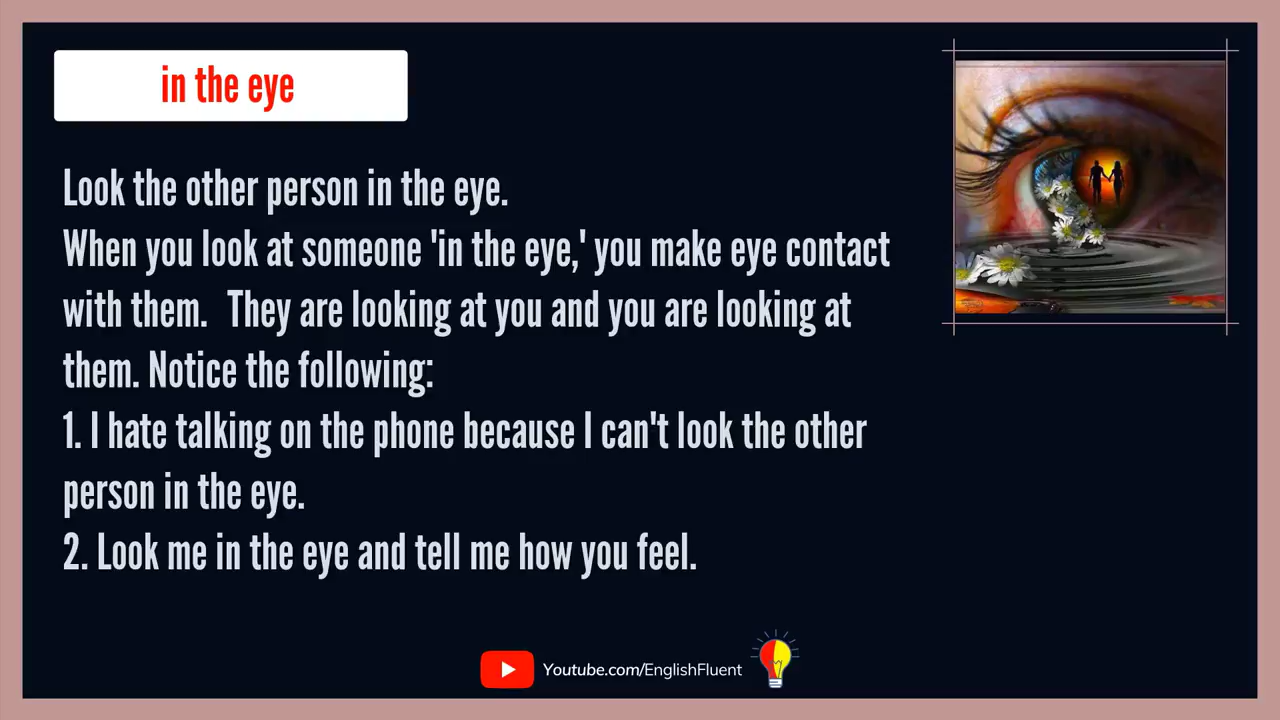 in the eye
Look the other person in the eye.
When you look at someone 'in the eye,' you make eye contact
with them.  They are looking at you and you are looking at
them. Notice the following:
1. I hate talking on the phone because I can't look the other
person in the eye.
2. Look me in the eye and tell me how you feel.
Youtube.com/EnglishFluent